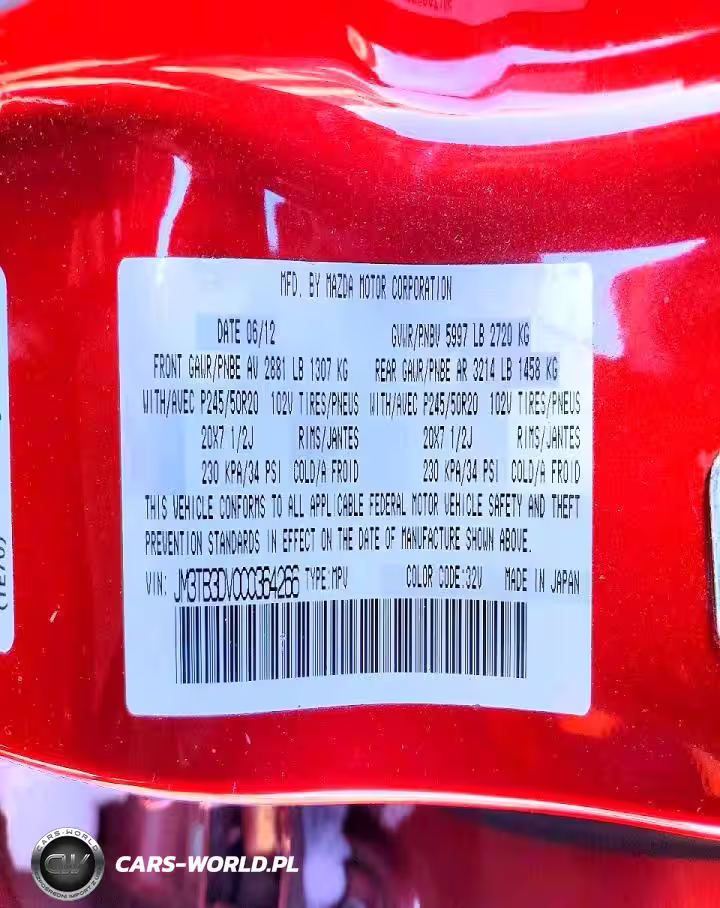 MFD. BY MAZDA MOTOR CORPORATION
DATE 06/12 GVWR/PNBV 5997 LB 2720 KG
FRONT GAWR/PNBE AV 2881 LB 1307 KG REAR GAWR/PNBE AR 3214 LB 1458 KG
WITH/AVEC P245/50R20 102V TIRES/PNEUS WITH/AVEC P245/50R20 102V TIRES/PNEUS
20X7 1/2J RIMS/JANTES 20X7 1/2J RIMS/JANTES
230 KPA/34 PSI COLD/A FROID 230 KPA/34 PSI COLD/A FROID
THIS VEHICLE CONFORMS TO ALL APPLICABLE FEDERAL MOTOR VEHICLE SAFETY AND THEFT
PREVENTION STANDARDS IN EFFECT ON THE DATE OF MANUFACTURE SHOWN ABOVE.
VIN: JM3TB3DV0C0364266 TYPE:MPV COLOR CODE:32V MADE IN JAPAN
(TE76)
CARS-WORLD
CW
CARS-WORLD.PL